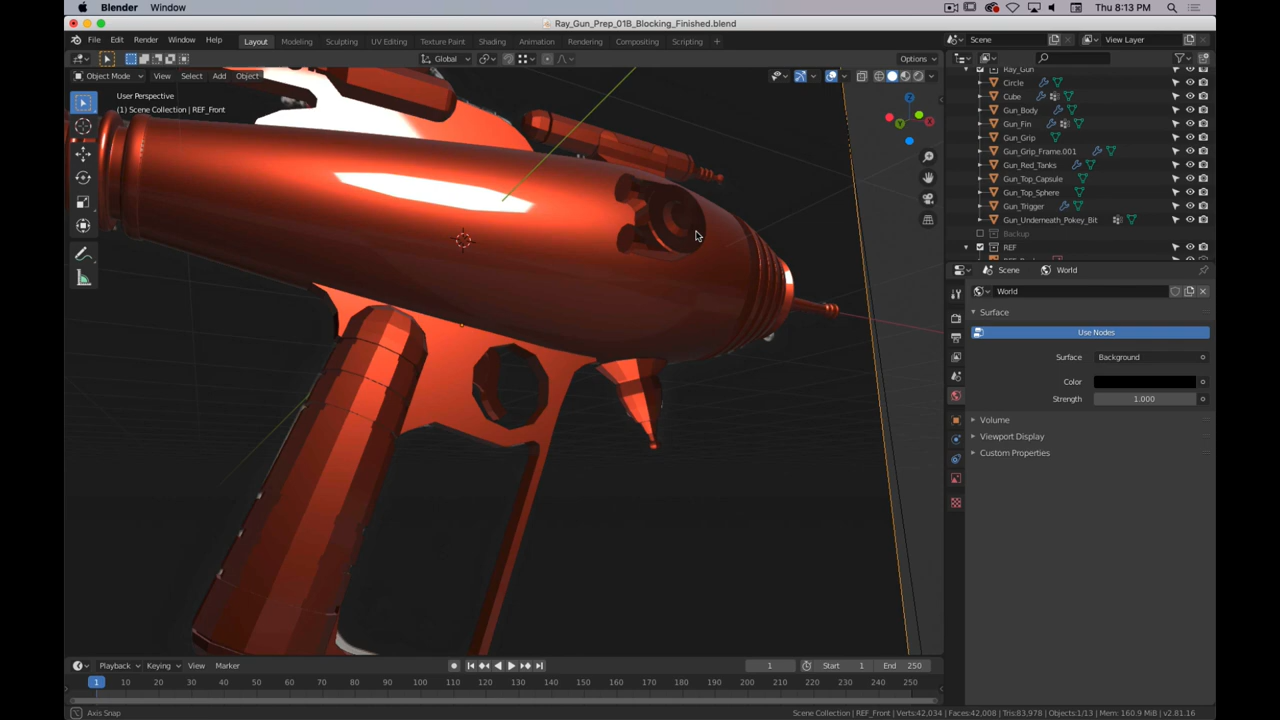 Blender Window Thu 8:13 PM
Ray_Gun_Prep_01B_Blocking_Finished.blend
File Edit Render Window Help Layout Modeling Sculpting UV Editing Texture Paint Shading Animation Rendering Compositing Scripting + Scene View Layer
Global Options
Object Mode View Select Add Object
User Perspective
(1) Scene Collection | REF_Front
Ray_Gun
Circle
Cube
Gun_Body
Gun_Fin
Gun_Grip
Gun_Grip_Frame.001
Gun_Red_Tanks
Gun_Top_Capsule
Gun_Top_Sphere
Gun_Trigger
Gun_Underneath_Pokey_Bit
Backup
REF
Scene World
World
Surface
Use Nodes
Surface Background
Color
Strength 1.000
Volume
Viewport Display
Custom Properties
Playback Keying View Marker 1 Start 1 End 250
1 10 20 30 40 50 60 70 80 90 100 110 120 130 140 150 160 170 180 190 200 210 220 230 240 250
Axis Snap Scene Collection | REF_Front | Verts:42,034 | Faces:42,008 | Tris:83,978 | Objects:1/13 | Mem: 160.9 MiB | v2.81.16